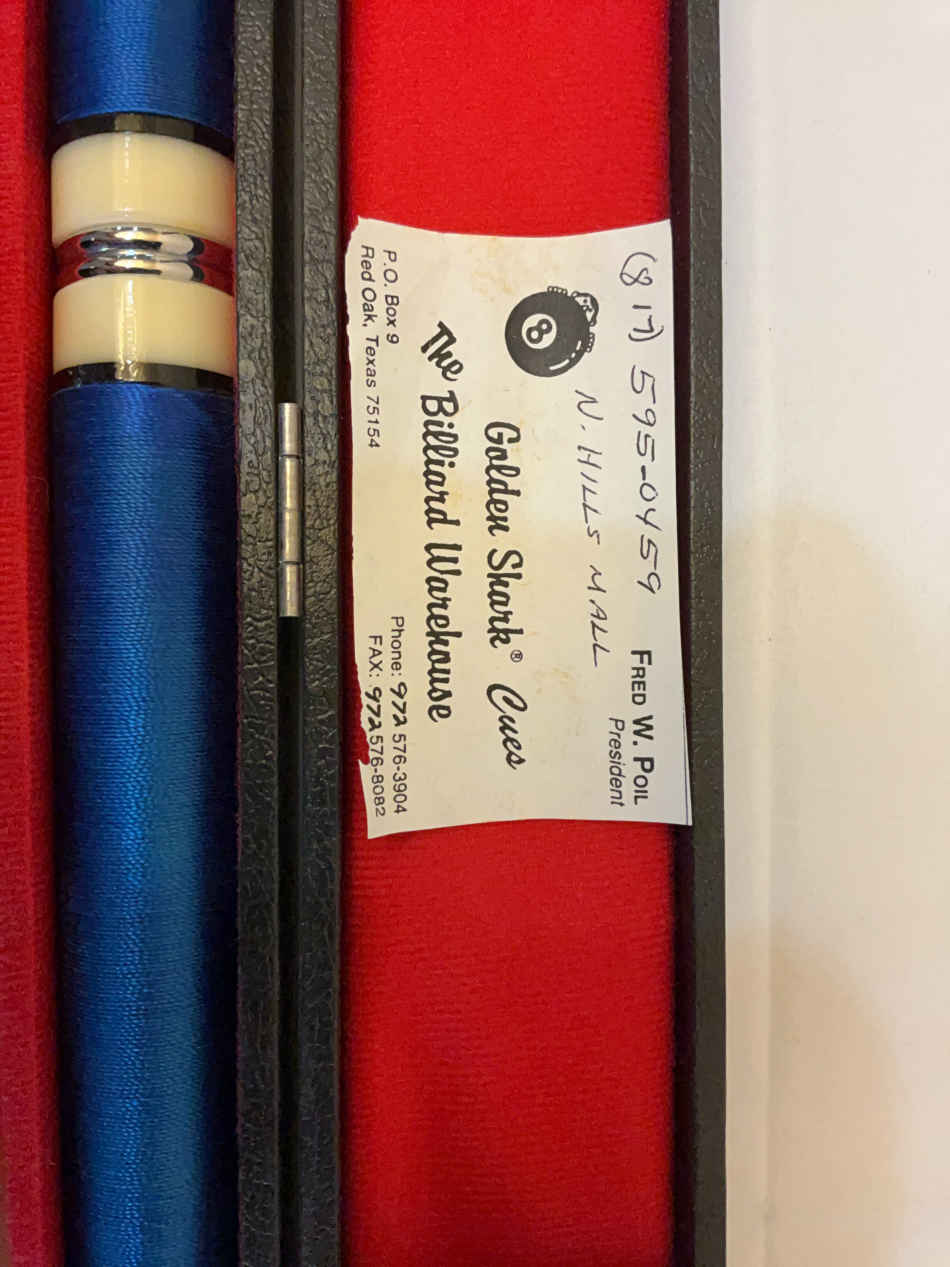 (817) 595-0459
N. HILLS MALL
FRED W. POIL
President
8
Golden Shark® Cues
The Billiard Warehouse
P.O. Box 9
Red Oak, Texas 75154
Phone: 972 576-3904
FAX: 972 576-8082